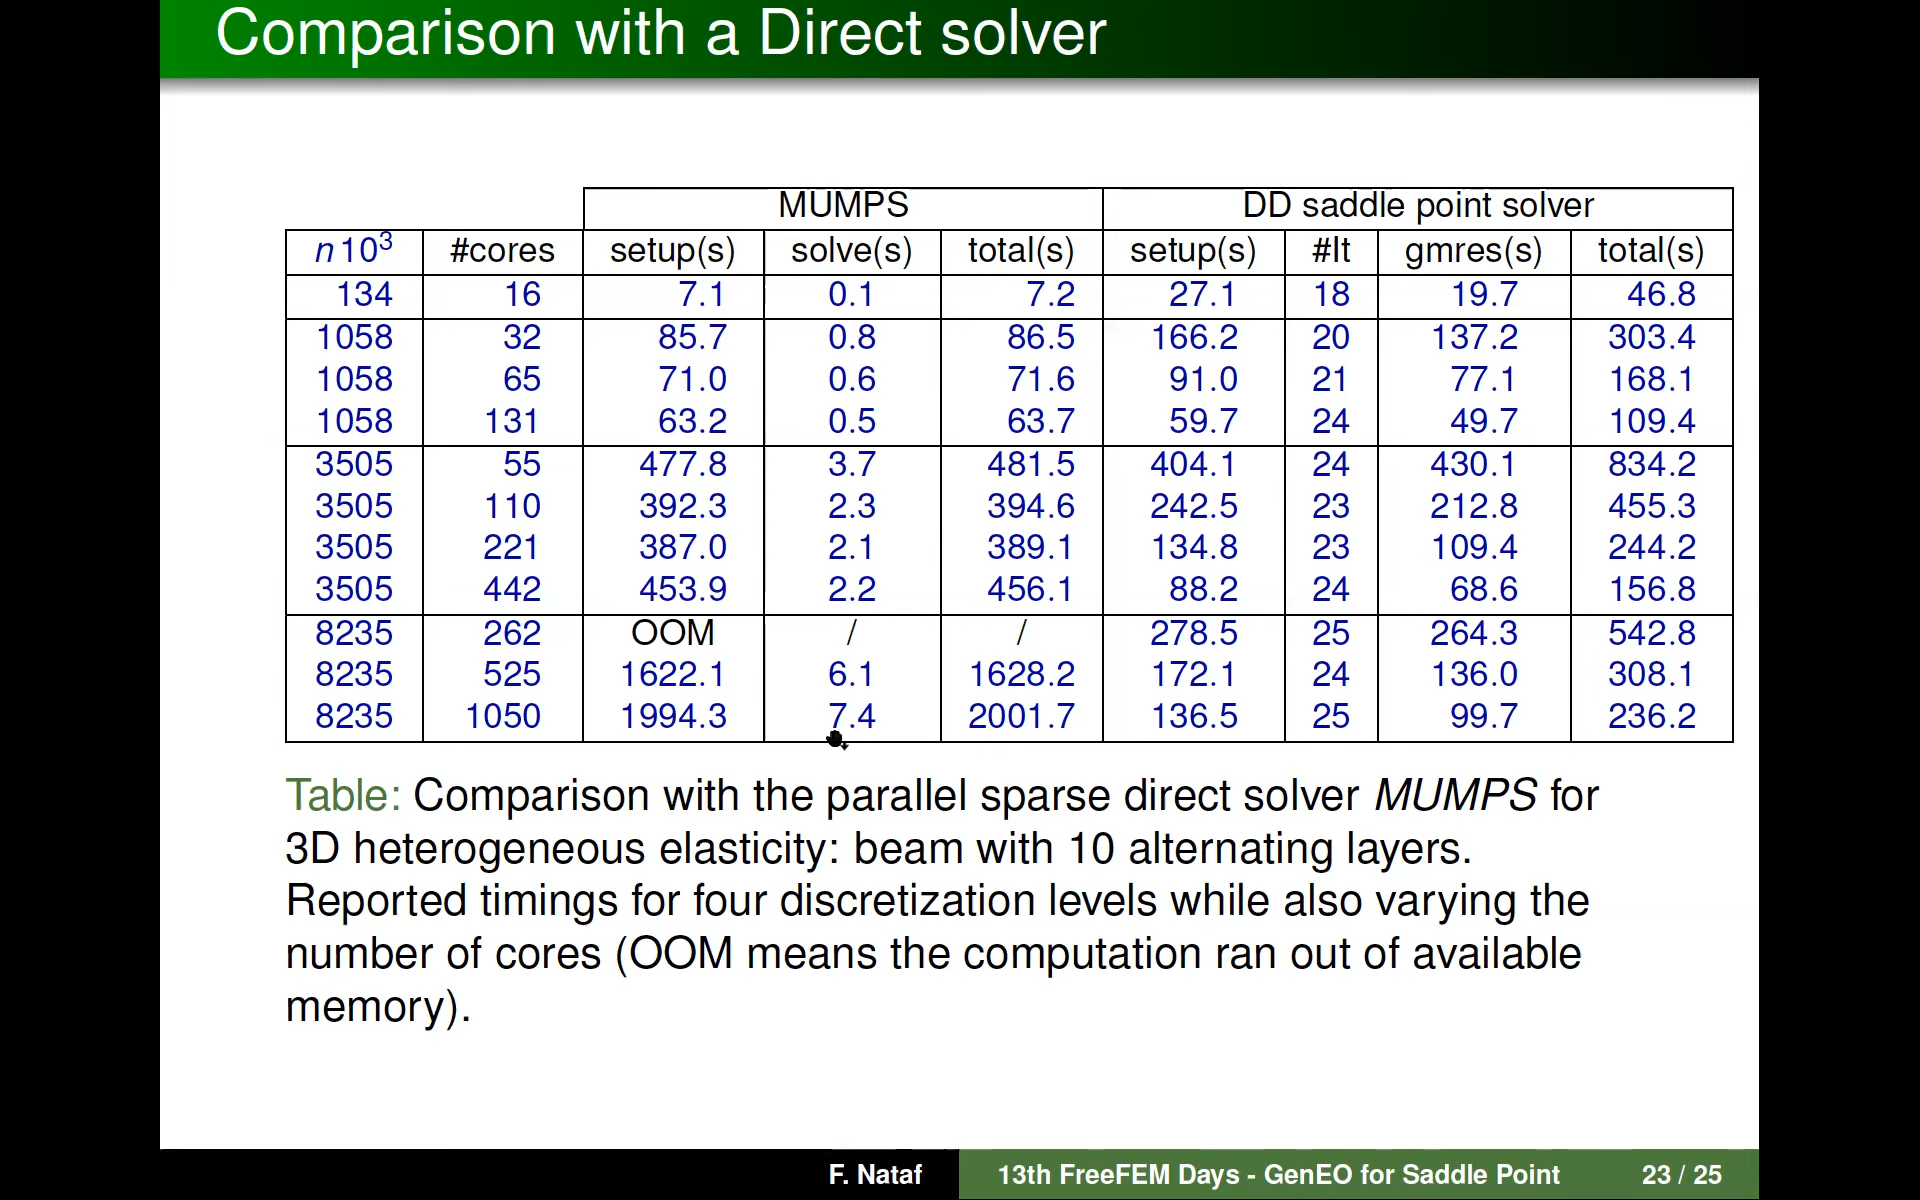 Comparison with a Direct solver
MUMPS DD saddle point solver
n 10³ #cores setup(s) solve(s) total(s) setup(s) #It gmres(s) total(s)
134 16 7.1 0.1 7.2 27.1 18 19.7 46.8
1058 32 85.7 0.8 86.5 166.2 20 137.2 303.4
1058 65 71.0 0.6 71.6 91.0 21 77.1 168.1
1058 131 63.2 0.5 63.7 59.7 24 49.7 109.4
3505 55 477.8 3.7 481.5 404.1 24 430.1 834.2
3505 110 392.3 2.3 394.6 242.5 23 212.8 455.3
3505 221 387.0 2.1 389.1 134.8 23 109.4 244.2
3505 442 453.9 2.2 456.1 88.2 24 68.6 156.8
8235 262 OOM / / 278.5 25 264.3 542.8
8235 525 1622.1 6.1 1628.2 172.1 24 136.0 308.1
8235 1050 1994.3 7.4 2001.7 136.5 25 99.7 236.2
Table: Comparison with the parallel sparse direct solver MUMPS for
3D heterogeneous elasticity: beam with 10 alternating layers.
Reported timings for four discretization levels while also varying the
number of cores (OOM means the computation ran out of available
memory).
F. Nataf 13th FreeFEM Days - GenEO for Saddle Point 23 / 25